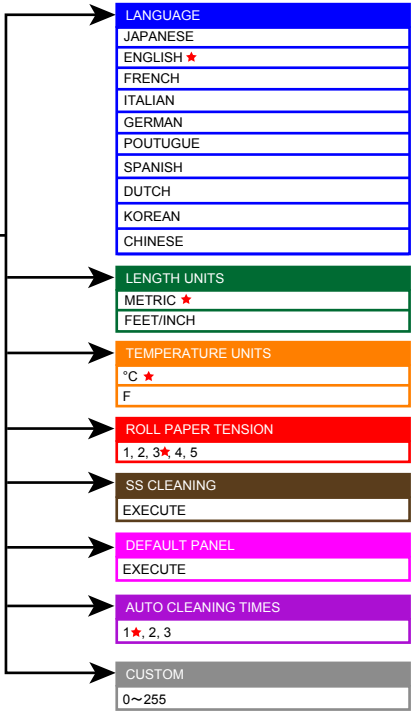 LANGUAGE
JAPANESE
ENGLISH ★
FRENCH
ITALIAN
GERMAN
POUTUGUE
SPANISH
DUTCH
KOREAN
CHINESE
LENGTH UNITS
METRIC ★
FEET/INCH
TEMPERATURE UNITS
°C ★
F
ROLL PAPER TENSION
1, 2, 3★, 4, 5
SS CLEANING
EXECUTE
DEFAULT PANEL
EXECUTE
AUTO CLEANING TIMES
1★, 2, 3
CUSTOM
0～255